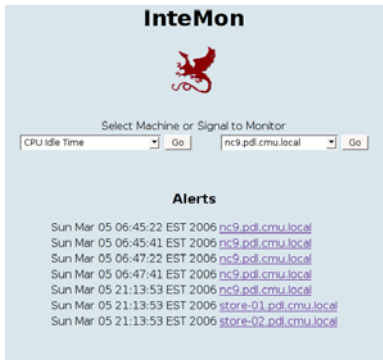 InteMon
Select Machine or Signal to Monitor
CPU Idle Time Go nc9.pdl.cmu.local Go
Alerts
Sun Mar 05 06:45:22 EST 2006 nc9.pdl.cmu.local
Sun Mar 05 06:45:41 EST 2006 nc9.pdl.cmu.local
Sun Mar 05 06:47:22 EST 2006 nc9.pdl.cmu.local
Sun Mar 05 06:47:41 EST 2006 nc9.pdl.cmu.local
Sun Mar 05 21:13:53 EST 2006 nc9.pdl.cmu.local
Sun Mar 05 21:13:53 EST 2006 store-01.pdl.cmu.local
Sun Mar 05 21:13:53 EST 2006 store-02.pdl.cmu.local